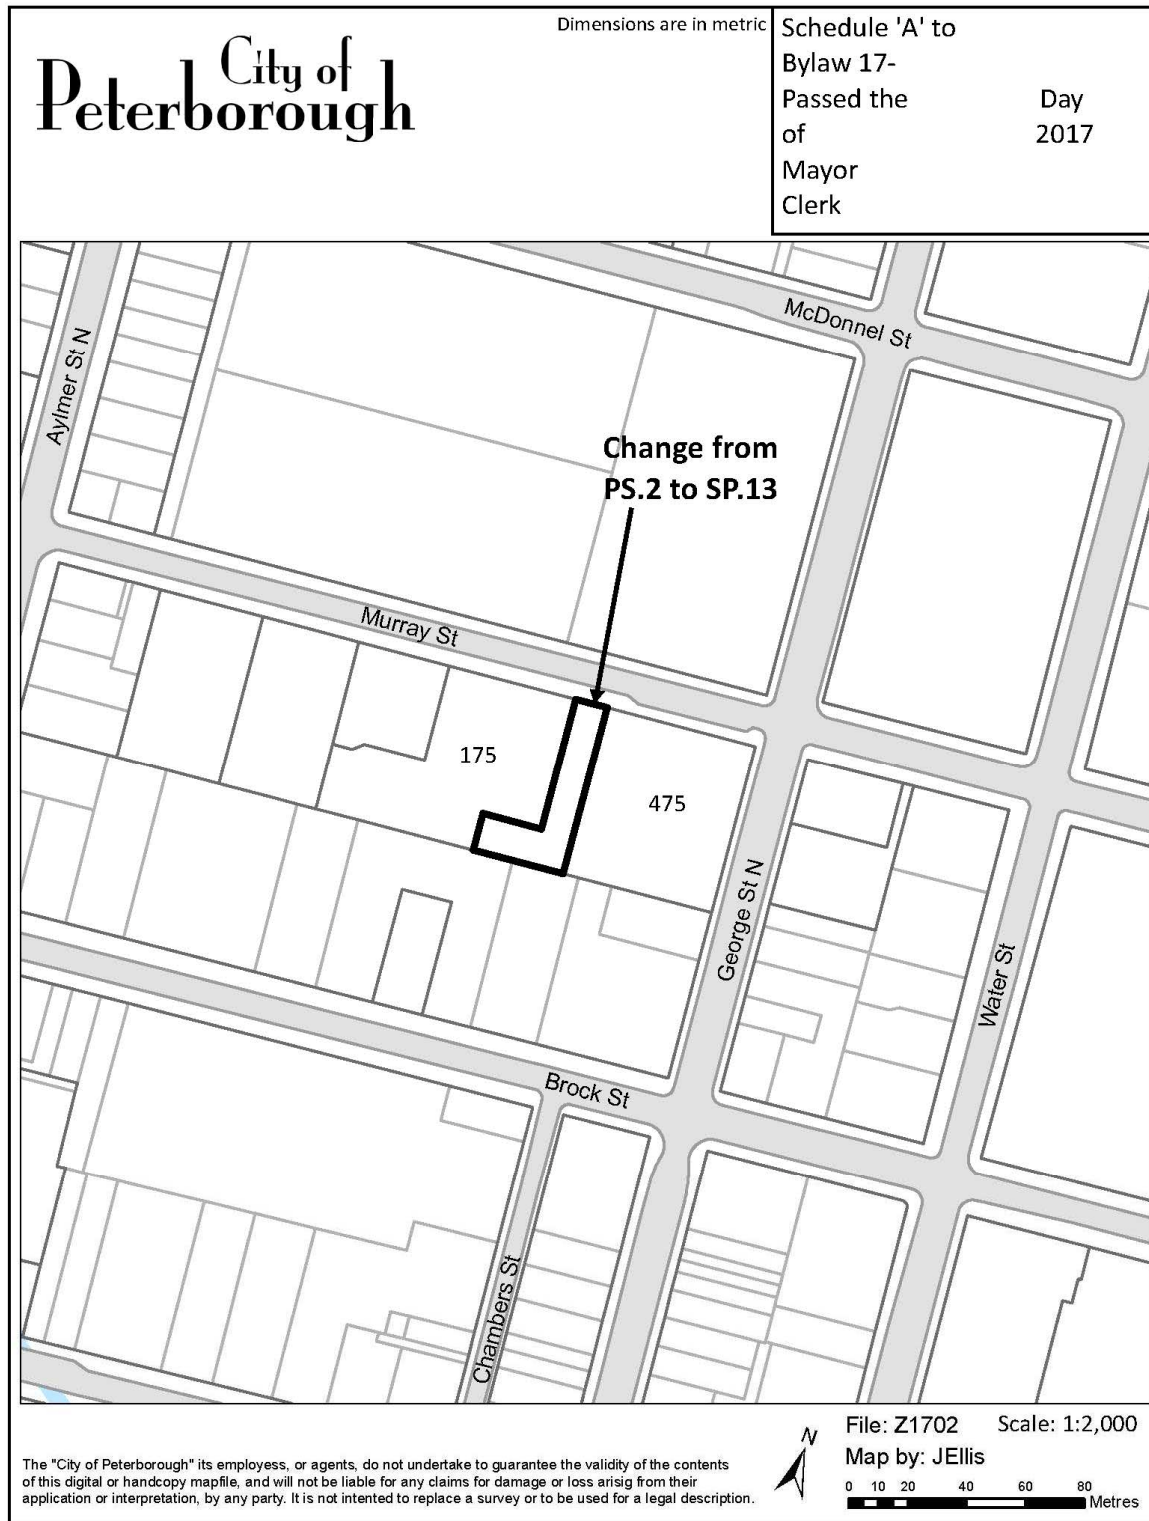 City of
Peterborough
Dimensions are in metric
Schedule 'A' to
Bylaw 17-
Passed the Day
of 2017
Mayor
Clerk
McDonnel St
Aylmer St N
Change from
PS.2 to SP.13
Murray St
175
475
George St N
Water St
Brock St
Chambers St
The "City of Peterborough" its employess, or agents, do not undertake to guarantee the validity of the contents
of this digital or handcopy mapfile, and will not be liable for any claims for damage or loss arisig from their
application or interpretation, by any party. It is not intended to replace a survey or to be used for a legal description.
N
File: Z1702 Scale: 1:2,000
Map by: JEllis
0 10 20 40 60 80
Metres